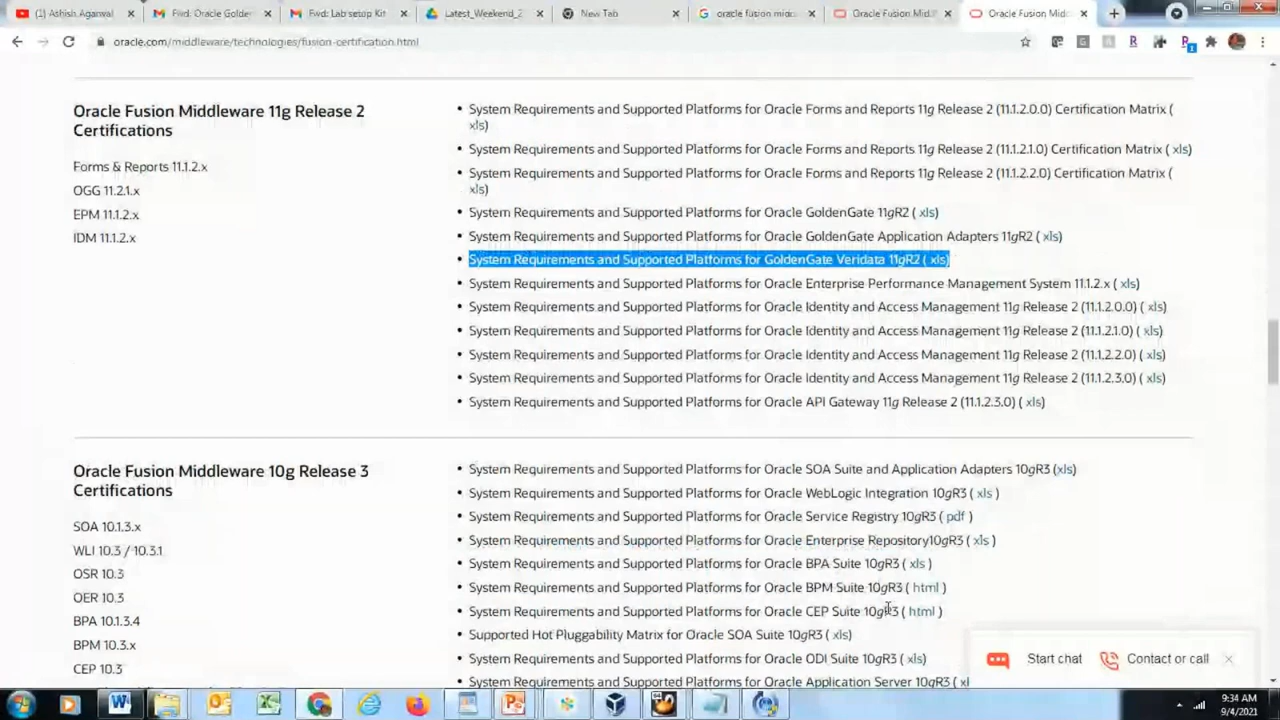 (2) Ashish Agarwal
Fwd: Oracle Golden
Fwd: Lab setup Kit
Latest_Weekend_2
New Tab
oracle fusion midd
Oracle Fusion Mid
Oracle Fusion Midd
oracle.com/middleware/technologies/fusion-certification.html
Oracle Fusion Middleware 11g Release 2
Certifications
Forms & Reports 11.1.2.x
OGG 11.2.1.x
EPM 11.1.2.x
IDM 11.1.2.x
• System Requirements and Supported Platforms for Oracle Forms and Reports 11g Release 2 (11.1.2.0.0) Certification Matrix (
xls)
• System Requirements and Supported Platforms for Oracle Forms and Reports 11g Release 2 (11.1.2.1.0) Certification Matrix ( xls)
• System Requirements and Supported Platforms for Oracle Forms and Reports 11g Release 2 (11.1.2.2.0) Certification Matrix (
xls)
• System Requirements and Supported Platforms for Oracle GoldenGate 11gR2 ( xls)
• System Requirements and Supported Platforms for Oracle GoldenGate Application Adapters 11gR2 ( xls)
• System Requirements and Supported Platforms for GoldenGate Veridata 11gR2 ( xls)
• System Requirements and Supported Platforms for Oracle Enterprise Performance Management System 11.1.2.x ( xls)
• System Requirements and Supported Platforms for Oracle Identity and Access Management 11g Release 2 (11.1.2.0.0) ( xls)
• System Requirements and Supported Platforms for Oracle Identity and Access Management 11g Release 2 (11.1.2.1.0) ( xls)
• System Requirements and Supported Platforms for Oracle Identity and Access Management 11g Release 2 (11.1.2.2.0) ( xls)
• System Requirements and Supported Platforms for Oracle Identity and Access Management 11g Release 2 (11.1.2.3.0) ( xls)
• System Requirements and Supported Platforms for Oracle API Gateway 11g Release 2 (11.1.2.3.0) ( xls)
Oracle Fusion Middleware 10g Release 3
Certifications
SOA 10.1.3.x
WLI 10.3 / 10.3.1
OSR 10.3
OER 10.3
BPA 10.1.3.4
BPM 10.3.x
CEP 10.3
• System Requirements and Supported Platforms for Oracle SOA Suite and Application Adapters 10gR3 (xls)
• System Requirements and Supported Platforms for Oracle WebLogic Integration 10gR3 ( xls )
• System Requirements and Supported Platforms for Oracle Service Registry 10gR3 ( pdf )
• System Requirements and Supported Platforms for Oracle Enterprise Repository10gR3 ( xls )
• System Requirements and Supported Platforms for Oracle BPA Suite 10gR3 ( xls )
• System Requirements and Supported Platforms for Oracle BPM Suite 10gR3 ( html )
• System Requirements and Supported Platforms for Oracle CEP Suite 10gR3 ( html )
• Supported Hot Pluggability Matrix for Oracle SOA Suite 10gR3 ( xls)
• System Requirements and Supported Platforms for Oracle ODI Suite 10gR3 ( xls)
• System Requirements and Supported Platforms for Oracle Application Server 10gR3 ( xl
Start chat
Contact or call
9:34 AM
9/4/2021